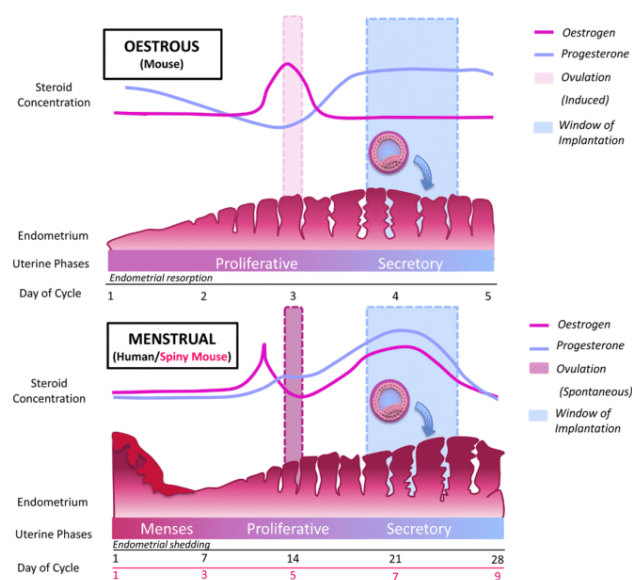 OESTROUS
(Mouse)
Steroid
Concentration
Oestrogen
Progesterone
Ovulation
(Induced)
Window of
Implantation
Endometrium
Uterine Phases
Proliferative
Secretory
Endometrial resorption
Day of Cycle
1 2 3 4 5
MENSTRUAL
(Human/Spiny Mouse)
Steroid
Concentration
Oestrogen
Progesterone
Ovulation
(Spontaneous)
Window of
Implantation
Endometrium
Uterine Phases
Menses
Proliferative
Secretory
Endometrial shedding
Day of Cycle
1 7 14 21 28
1 3 5 7 9